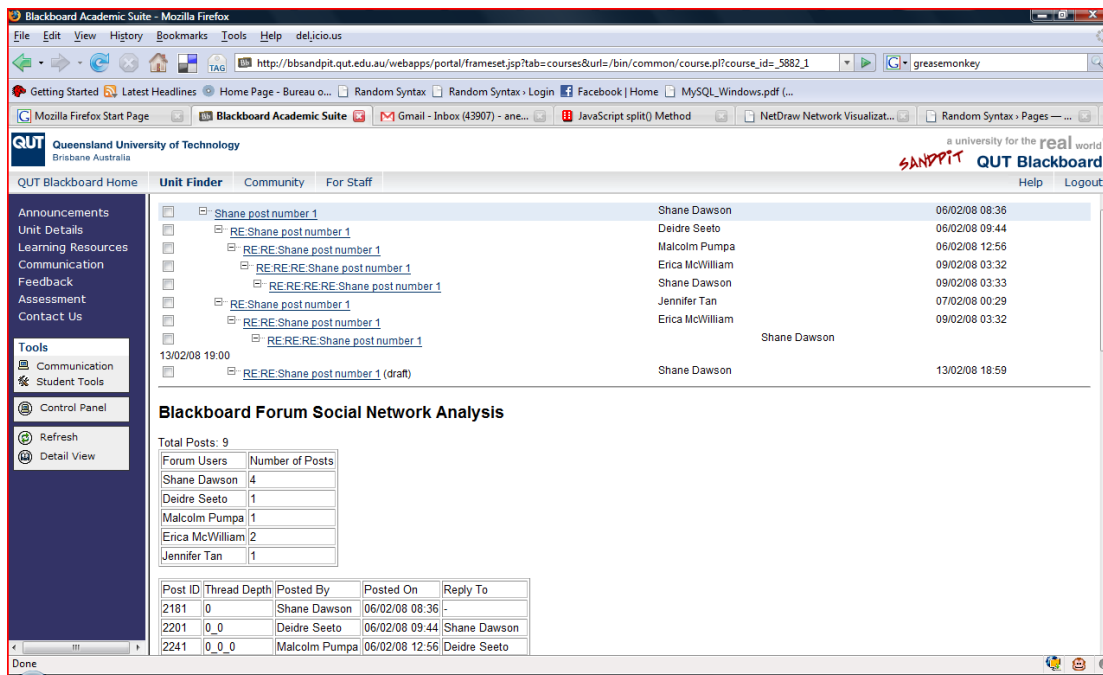 Blackboard Academic Suite - Mozilla Firefox
File Edit View History Bookmarks Tools Help del.icio.us
TAG http://bbsandpit.qut.edu.au/webapps/portal/frameset.jsp?tab=courses&url=/bin/common/course.pl?course_id=_5882_1 greasemonkey
Getting Started Latest Headlines Home Page - Bureau o... Random Syntax Random Syntax › Login Facebook | Home MySQL_Windows.pdf (...
Mozilla Firefox Start Page Blackboard Academic Suite Gmail - Inbox (43907) - ane... JavaScript split() Method NetDraw Network Visualizat... Random Syntax › Pages — ...
QUT Queensland University of Technology
Brisbane Australia
a university for the real world
SANDPIT QUT Blackboard
QUT Blackboard Home Unit Finder Community For Staff Help Logout
Announcements
Unit Details
Learning Resources
Communication
Feedback
Assessment
Contact Us
Tools
Communication
Student Tools
Control Panel
Refresh
Detail View
Shane post number 1 Shane Dawson 06/02/08 08:36
RE:Shane post number 1 Deidre Seeto 06/02/08 09:44
RE:RE:Shane post number 1 Malcolm Pumpa 06/02/08 12:56
RE:RE:RE:Shane post number 1 Erica McWilliam 09/02/08 03:32
RE:RE:RE:RE:Shane post number 1 Shane Dawson 09/02/08 03:33
RE:Shane post number 1 Jennifer Tan 07/02/08 00:29
RE:RE:Shane post number 1 Erica McWilliam 09/02/08 03:32
RE:RE:RE:Shane post number 1 Shane Dawson
13/02/08 19:00
RE:RE:Shane post number 1 (draft) Shane Dawson 13/02/08 18:59
Blackboard Forum Social Network Analysis
Total Posts: 9
Forum Users Number of Posts
Shane Dawson 4
Deidre Seeto 1
Malcolm Pumpa 1
Erica McWilliam 2
Jennifer Tan 1
Post ID Thread Depth Posted By Posted On Reply To
2181 0 Shane Dawson 06/02/08 08:36 -
2201 0_0 Deidre Seeto 06/02/08 09:44 Shane Dawson
2241 0_0_0 Malcolm Pumpa 06/02/08 12:56 Deidre Seeto
Done